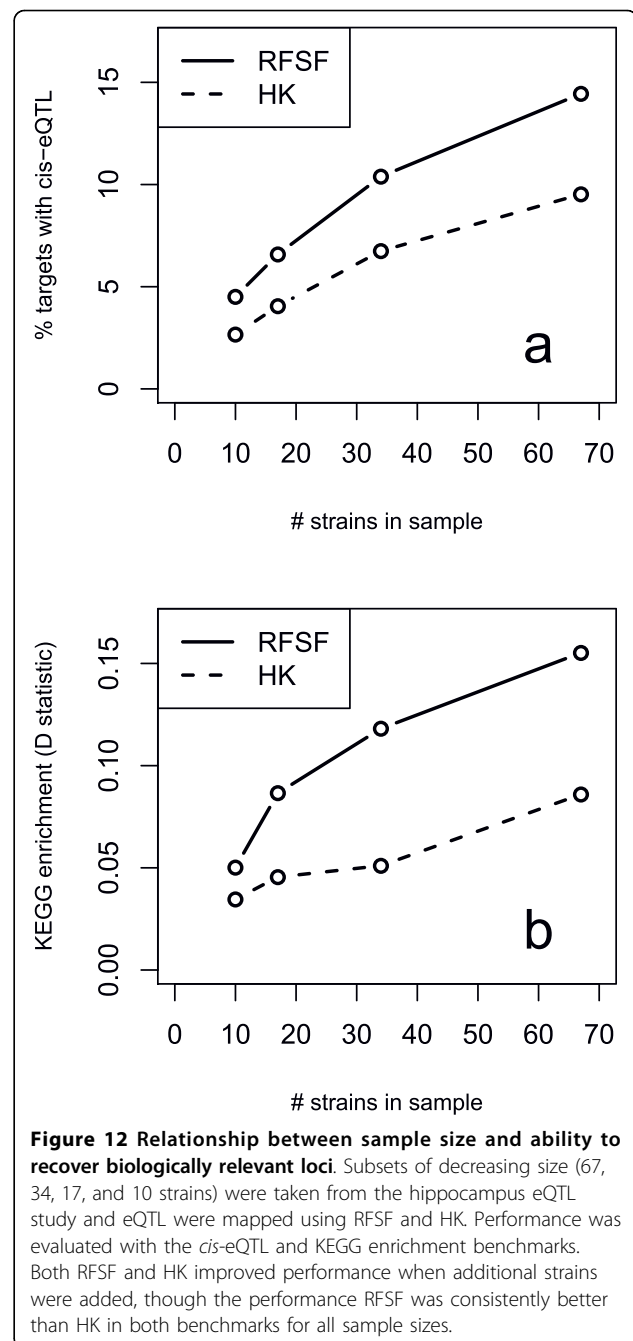 RFSF
HK
15
10
5
0
% targets with cis−eQTL
a
0 10 20 30 40 50 60 70
# strains in sample
RFSF
HK
0.15
0.10
0.05
0.00
KEGG enrichment (D statistic)
b
0 10 20 30 40 50 60 70
# strains in sample
Figure 12 Relationship between sample size and ability to
recover biologically relevant loci. Subsets of decreasing size (67,
34, 17, and 10 strains) were taken from the hippocampus eQTL
study and eQTL were mapped using RFSF and HK. Performance was
evaluated with the cis-eQTL and KEGG enrichment benchmarks.
Both RFSF and HK improved performance when additional strains
were added, though the performance RFSF was consistently better
than HK in both benchmarks for all sample sizes.